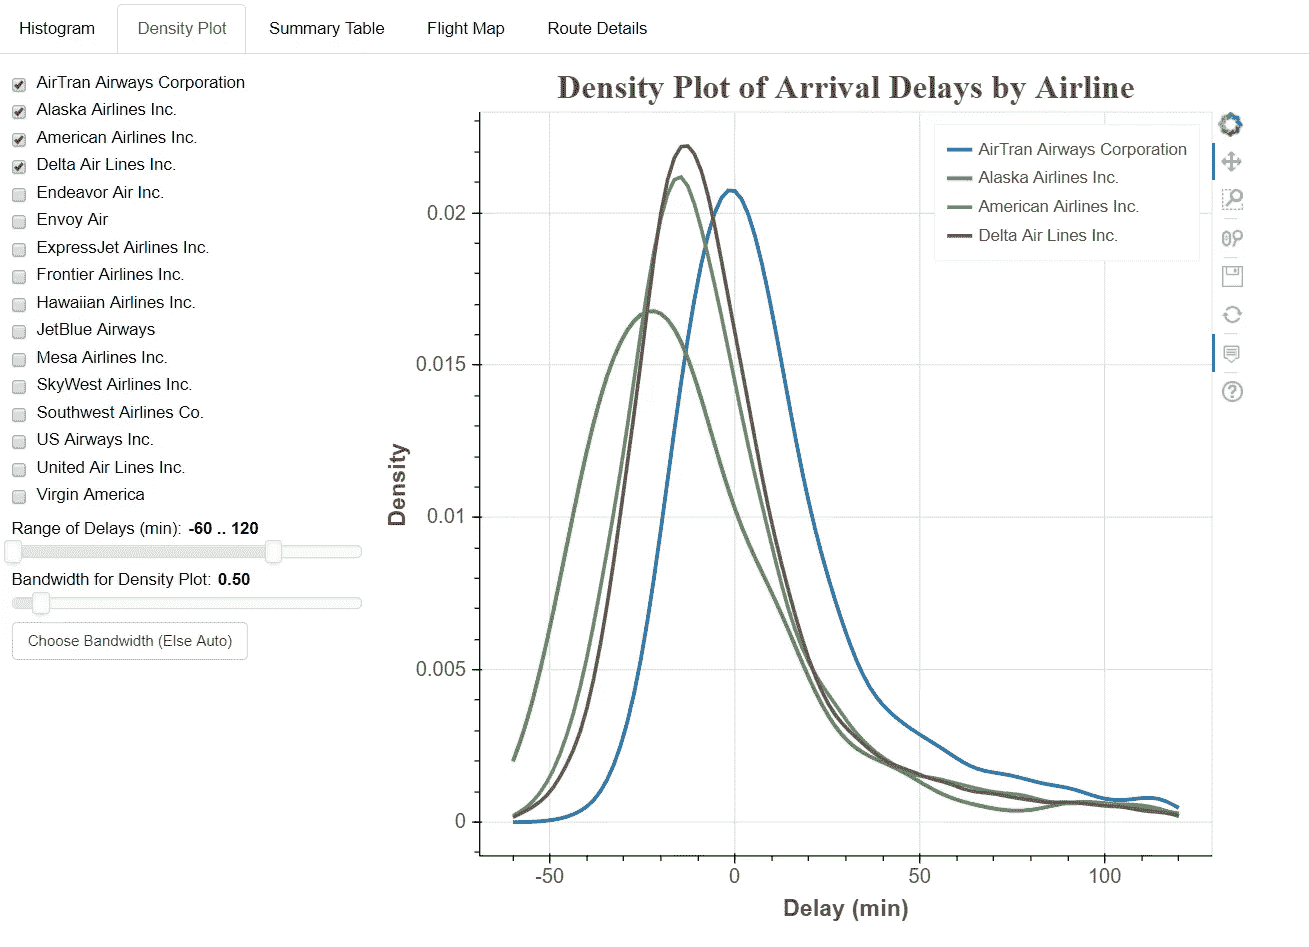 Histogram Density Plot Summary Table Flight Map Route Details
AirTran Airways Corporation
Alaska Airlines Inc.
American Airlines Inc.
Delta Air Lines Inc.
Endeavor Air Inc.
Envoy Air
ExpressJet Airlines Inc.
Frontier Airlines Inc.
Hawaiian Airlines Inc.
JetBlue Airways
Mesa Airlines Inc.
SkyWest Airlines Inc.
Southwest Airlines Co.
US Airways Inc.
United Air Lines Inc.
Virgin America
Range of Delays (min): -60 .. 120
Bandwidth for Density Plot: 0.50
Choose Bandwidth (Else Auto)
Density Plot of Arrival Delays by Airline
AirTran Airways Corporation
Alaska Airlines Inc.
American Airlines Inc.
Delta Air Lines Inc.
Density
0.02
0.015
0.01
0.005
0
-50 0 50 100
Delay (min)